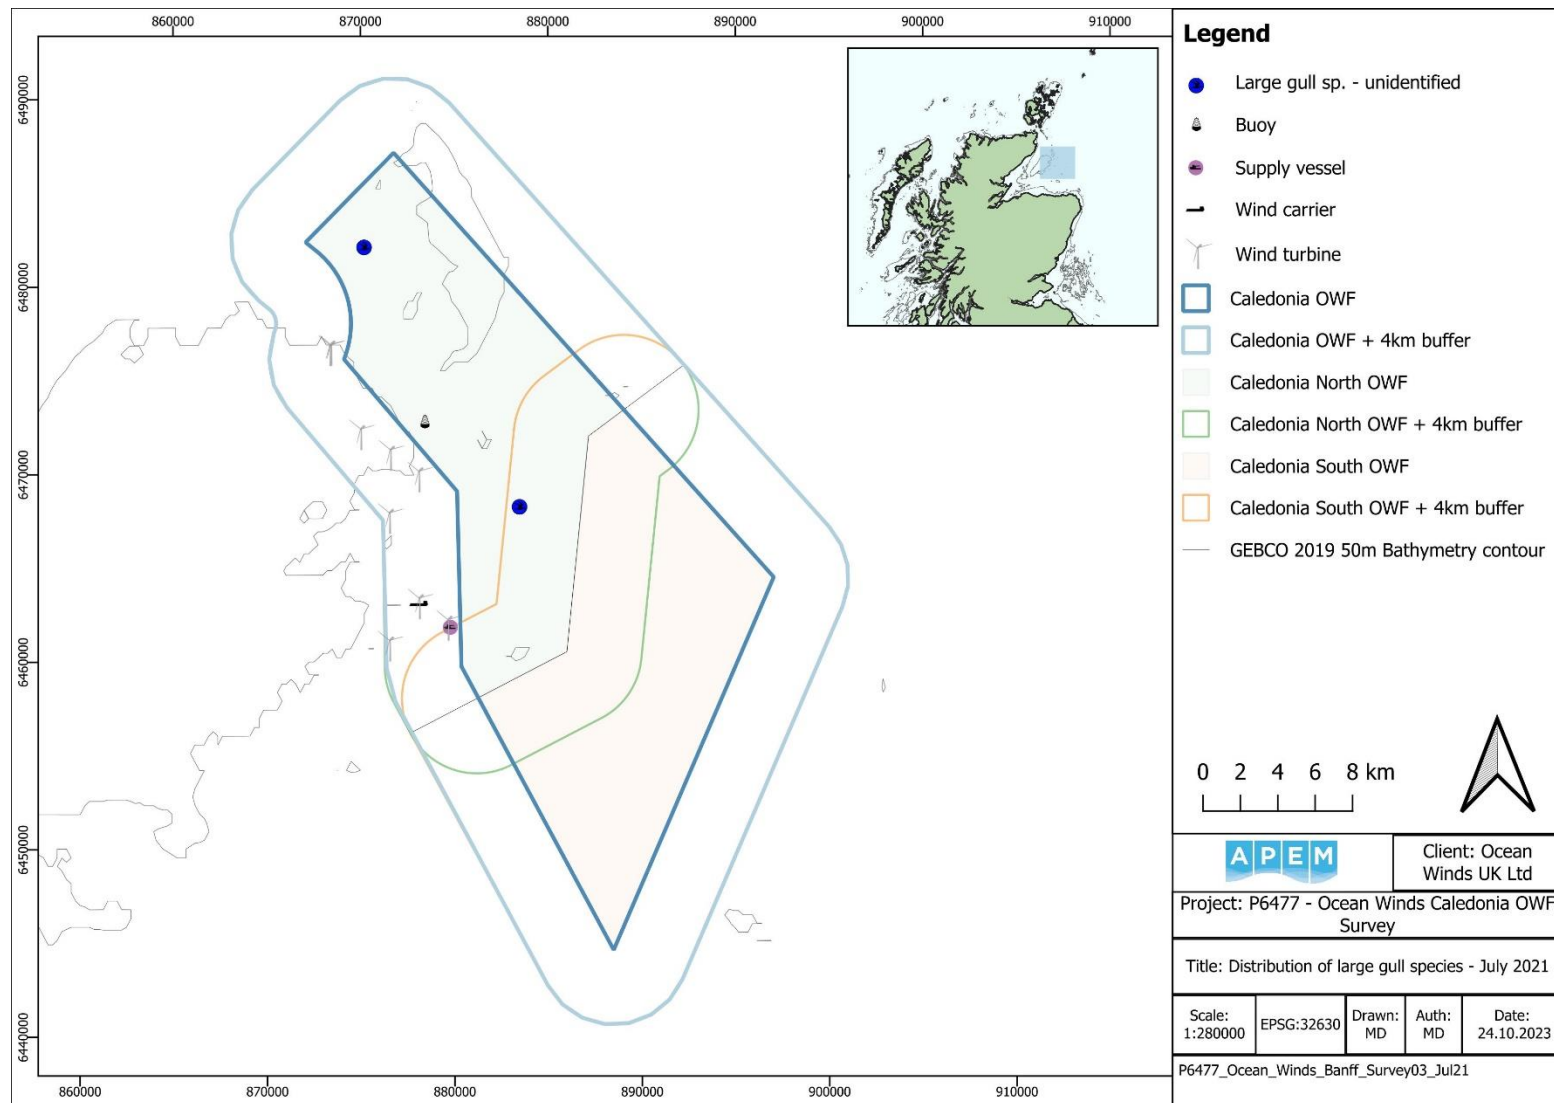 860000 870000 880000 890000 900000 910000
6490000
6480000
6470000
6460000
6450000
6440000
860000 870000 880000 890000 900000 910000
Legend
Large gull sp. - unidentified
Buoy
Supply vessel
Wind carrier
Wind turbine
Caledonia OWF
Caledonia OWF + 4km buffer
Caledonia North OWF
Caledonia North OWF + 4km buffer
Caledonia South OWF
Caledonia South OWF + 4km buffer
GEBCO 2019 50m Bathymetry contour
0 2 4 6 8 km
APEM
Client: Ocean
Winds UK Ltd
Project: P6477 - Ocean Winds Caledonia OWF
Survey
Title: Distribution of large gull species - July 2021
Scale:
1:280000
EPSG:32630
Drawn:
MD
Auth:
MD
Date:
24.10.2023
P6477_Ocean_Winds_Banff_Survey03_Jul21